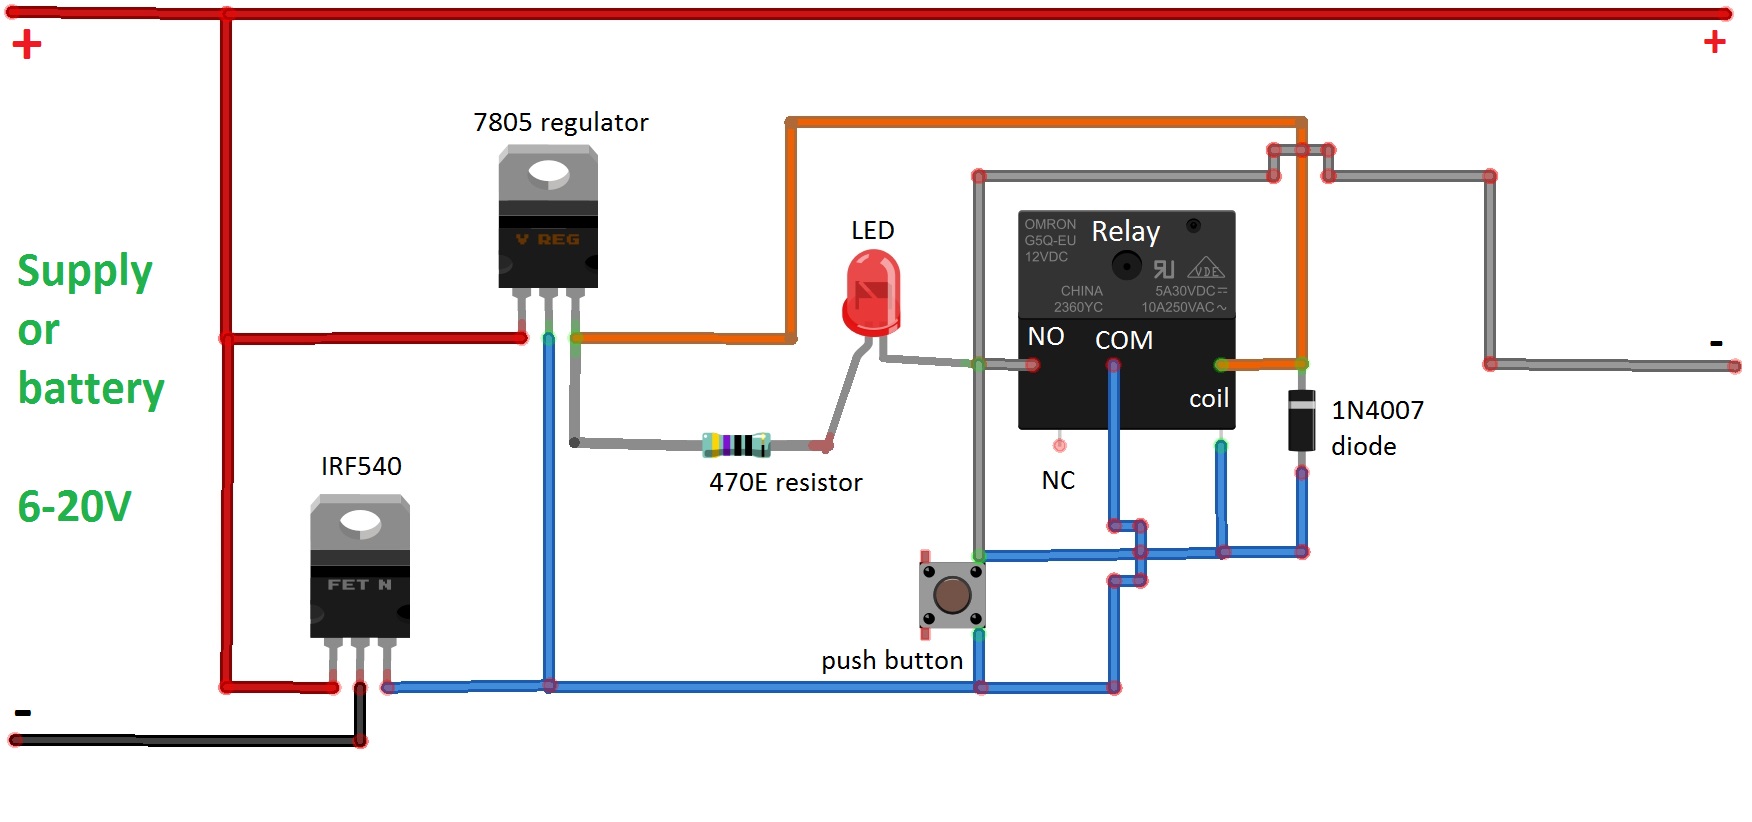 +
+
7805 regulator
V REG
LED
OMRON
G5Q-EU
12VDC
Relay
VDE
CHINA
2360YC
5A30VDC
10A250VAC~
NO
COM
coil
-
Supply
or
battery
6-20V
1N4007
diode
470E resistor
NC
IRF540
FET N
push button
-